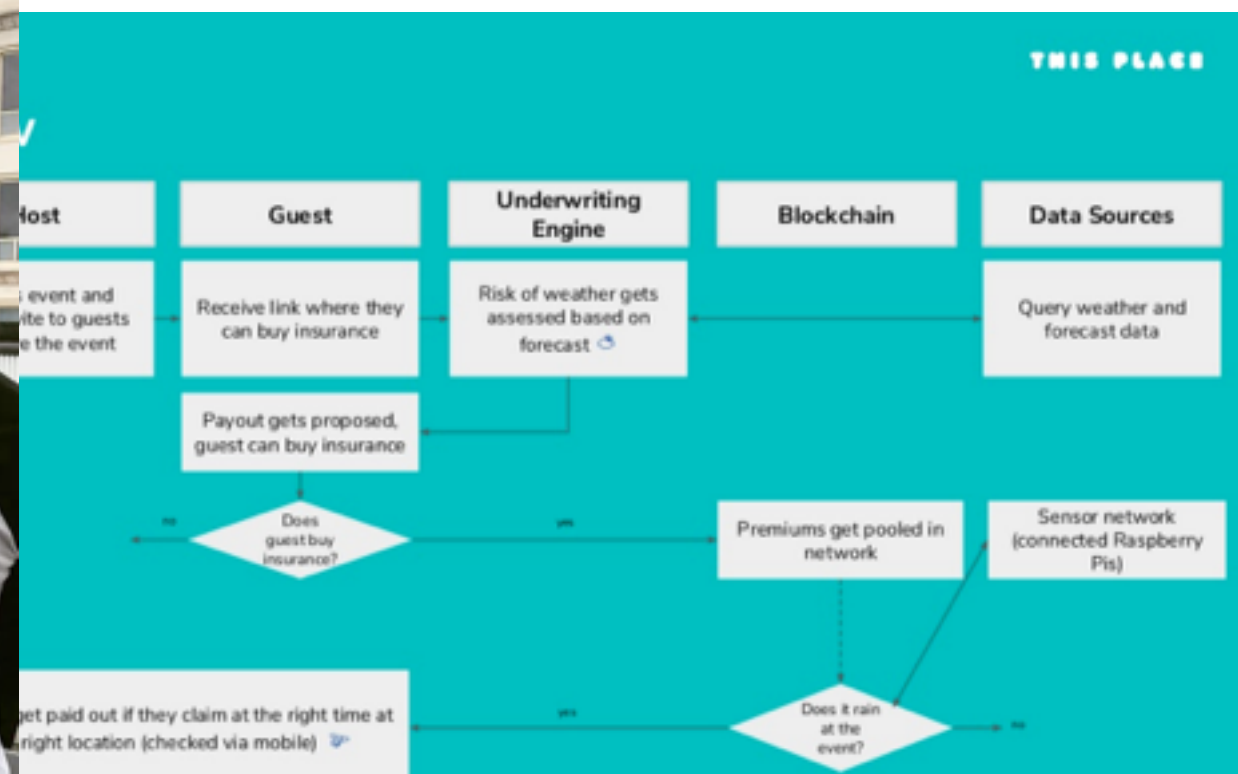 THIS PLACE
Host
Guest
Underwriting
Engine
Blockchain
Data Sources
event and
to guests
the event
Receive link where they
can buy insurance
Risk of weather gets
assessed based on
forecast
Query weather and
forecast data
Payout gets proposed,
guest can buy insurance
Does
guest buy
insurance?
no
yes
Premiums get pooled in
network
Sensor network
(connected Raspberry
Pis)
get paid out if they claim at the right time at
right location (checked via mobile)
yes
Does it rain
at the
event?
no